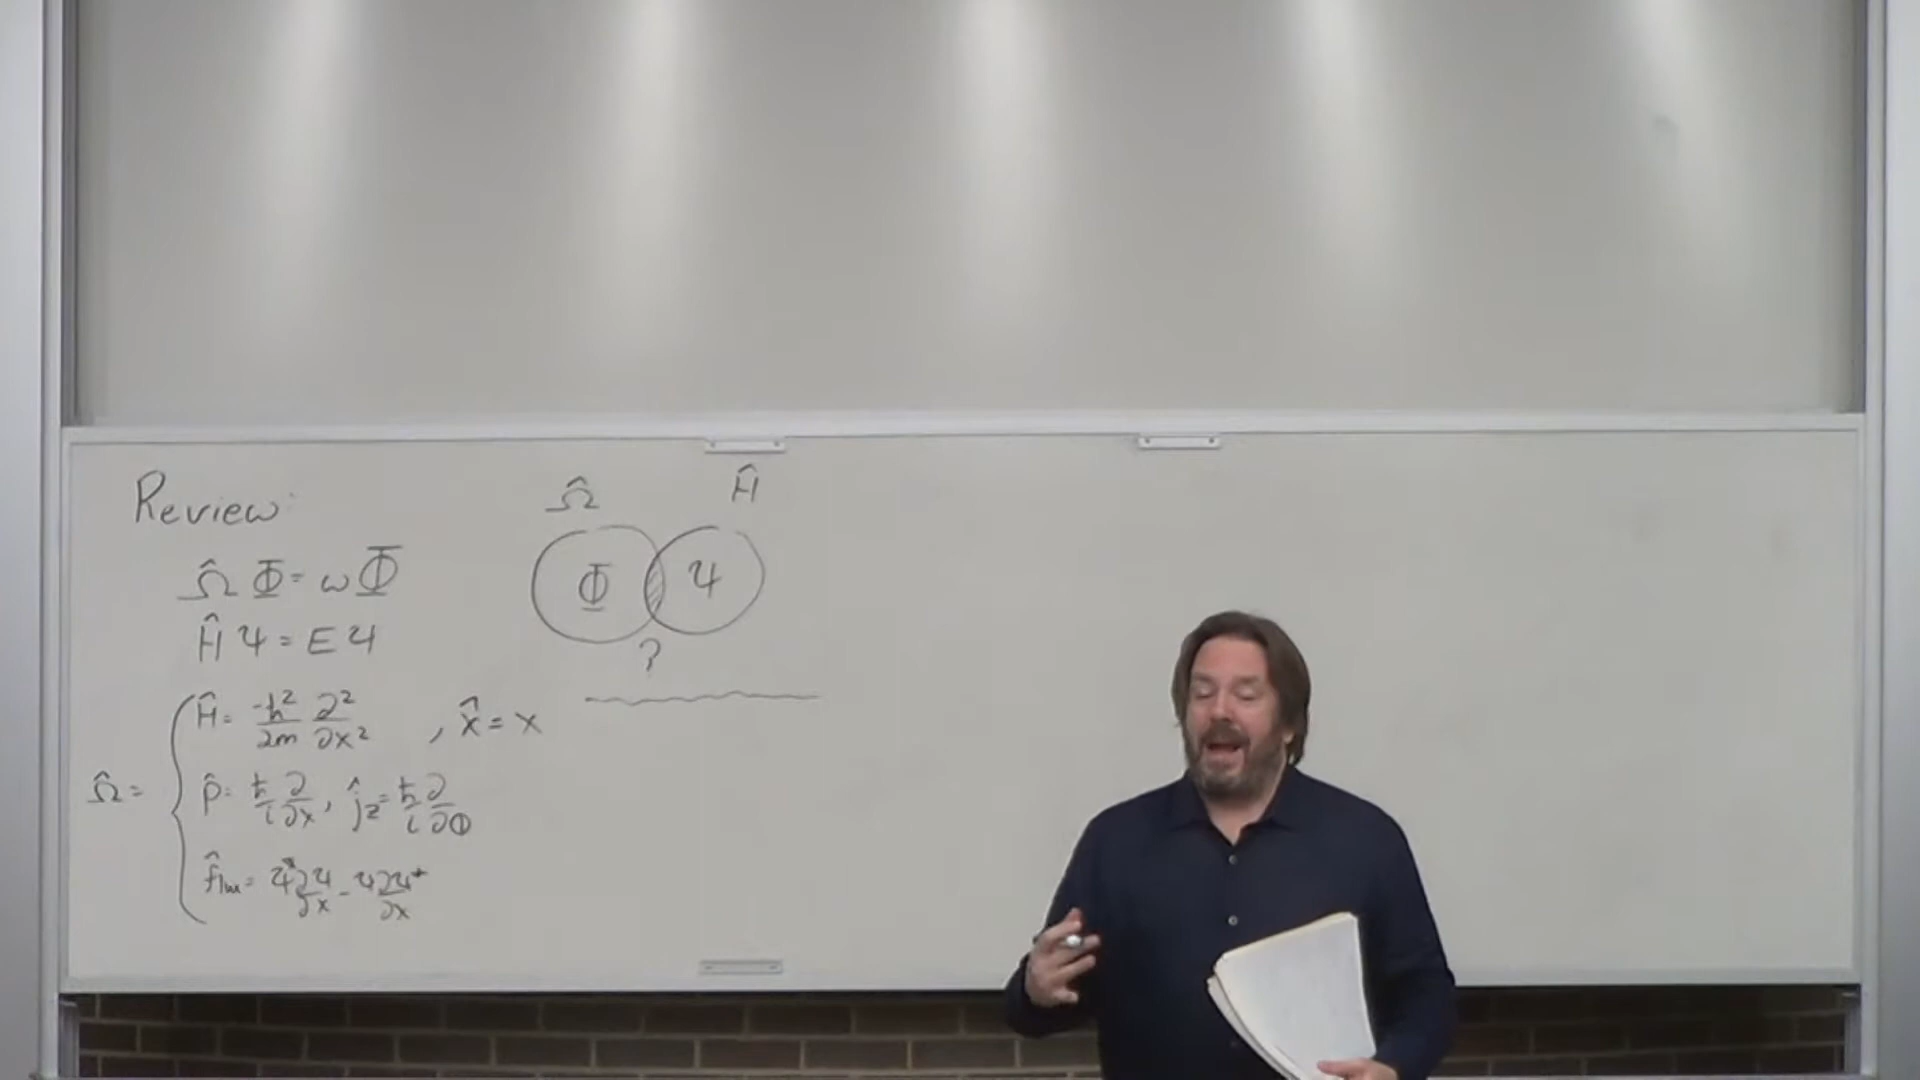 Review:
Ω̂ Φ = ω Φ
Ĥ Ψ = E Ψ
Ω̂ =
Ĥ = -ħ²/2m ∂²/∂x² , x̂ = x
p̂ = ħ/i ∂/∂x , ĵz = ħ/i ∂/∂Φ
= Ψ* ∂Ψ/∂x - Ψ ∂Ψ*/∂x
Ω̂ Ĥ
Φ Ψ
?